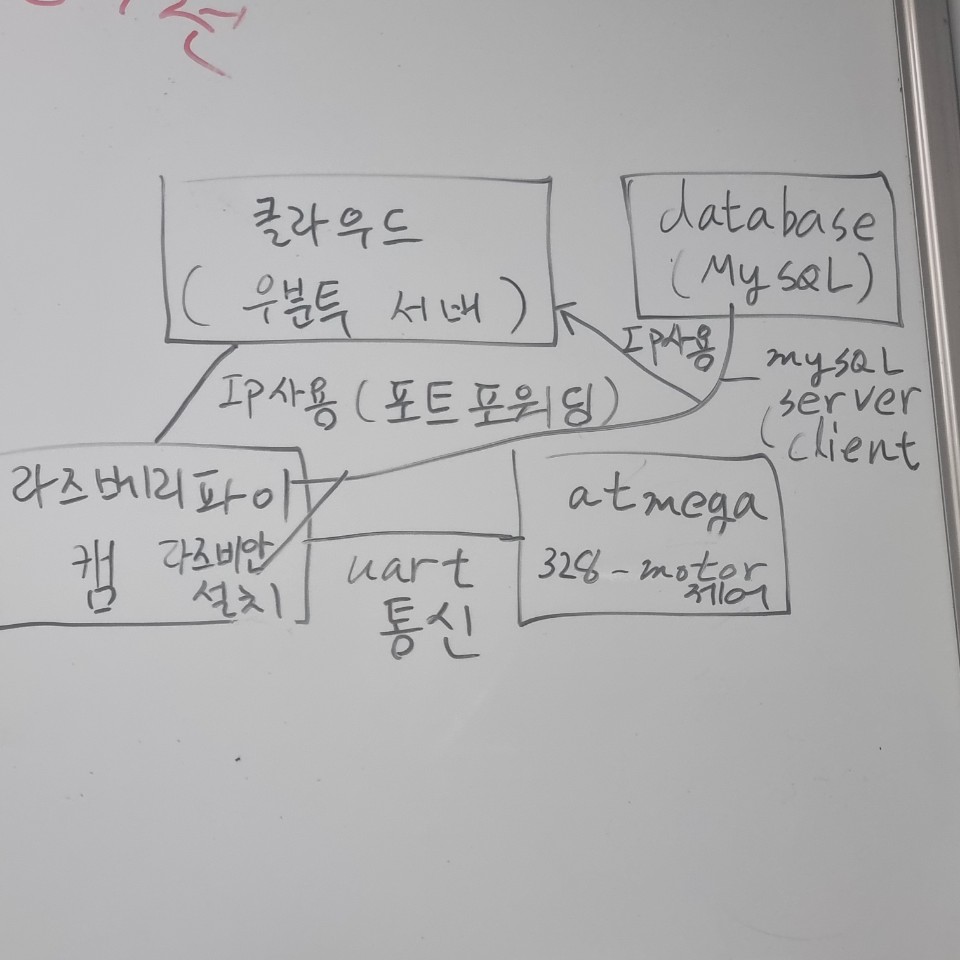 클라우드
(우분투 서버)
database
(MySQL)
IP사용
mysQL
server
client
IP사용 (포트포워딩)
라즈베리파이
캠 라즈비안
설치
uart
통신
atmega
328-motor
제어